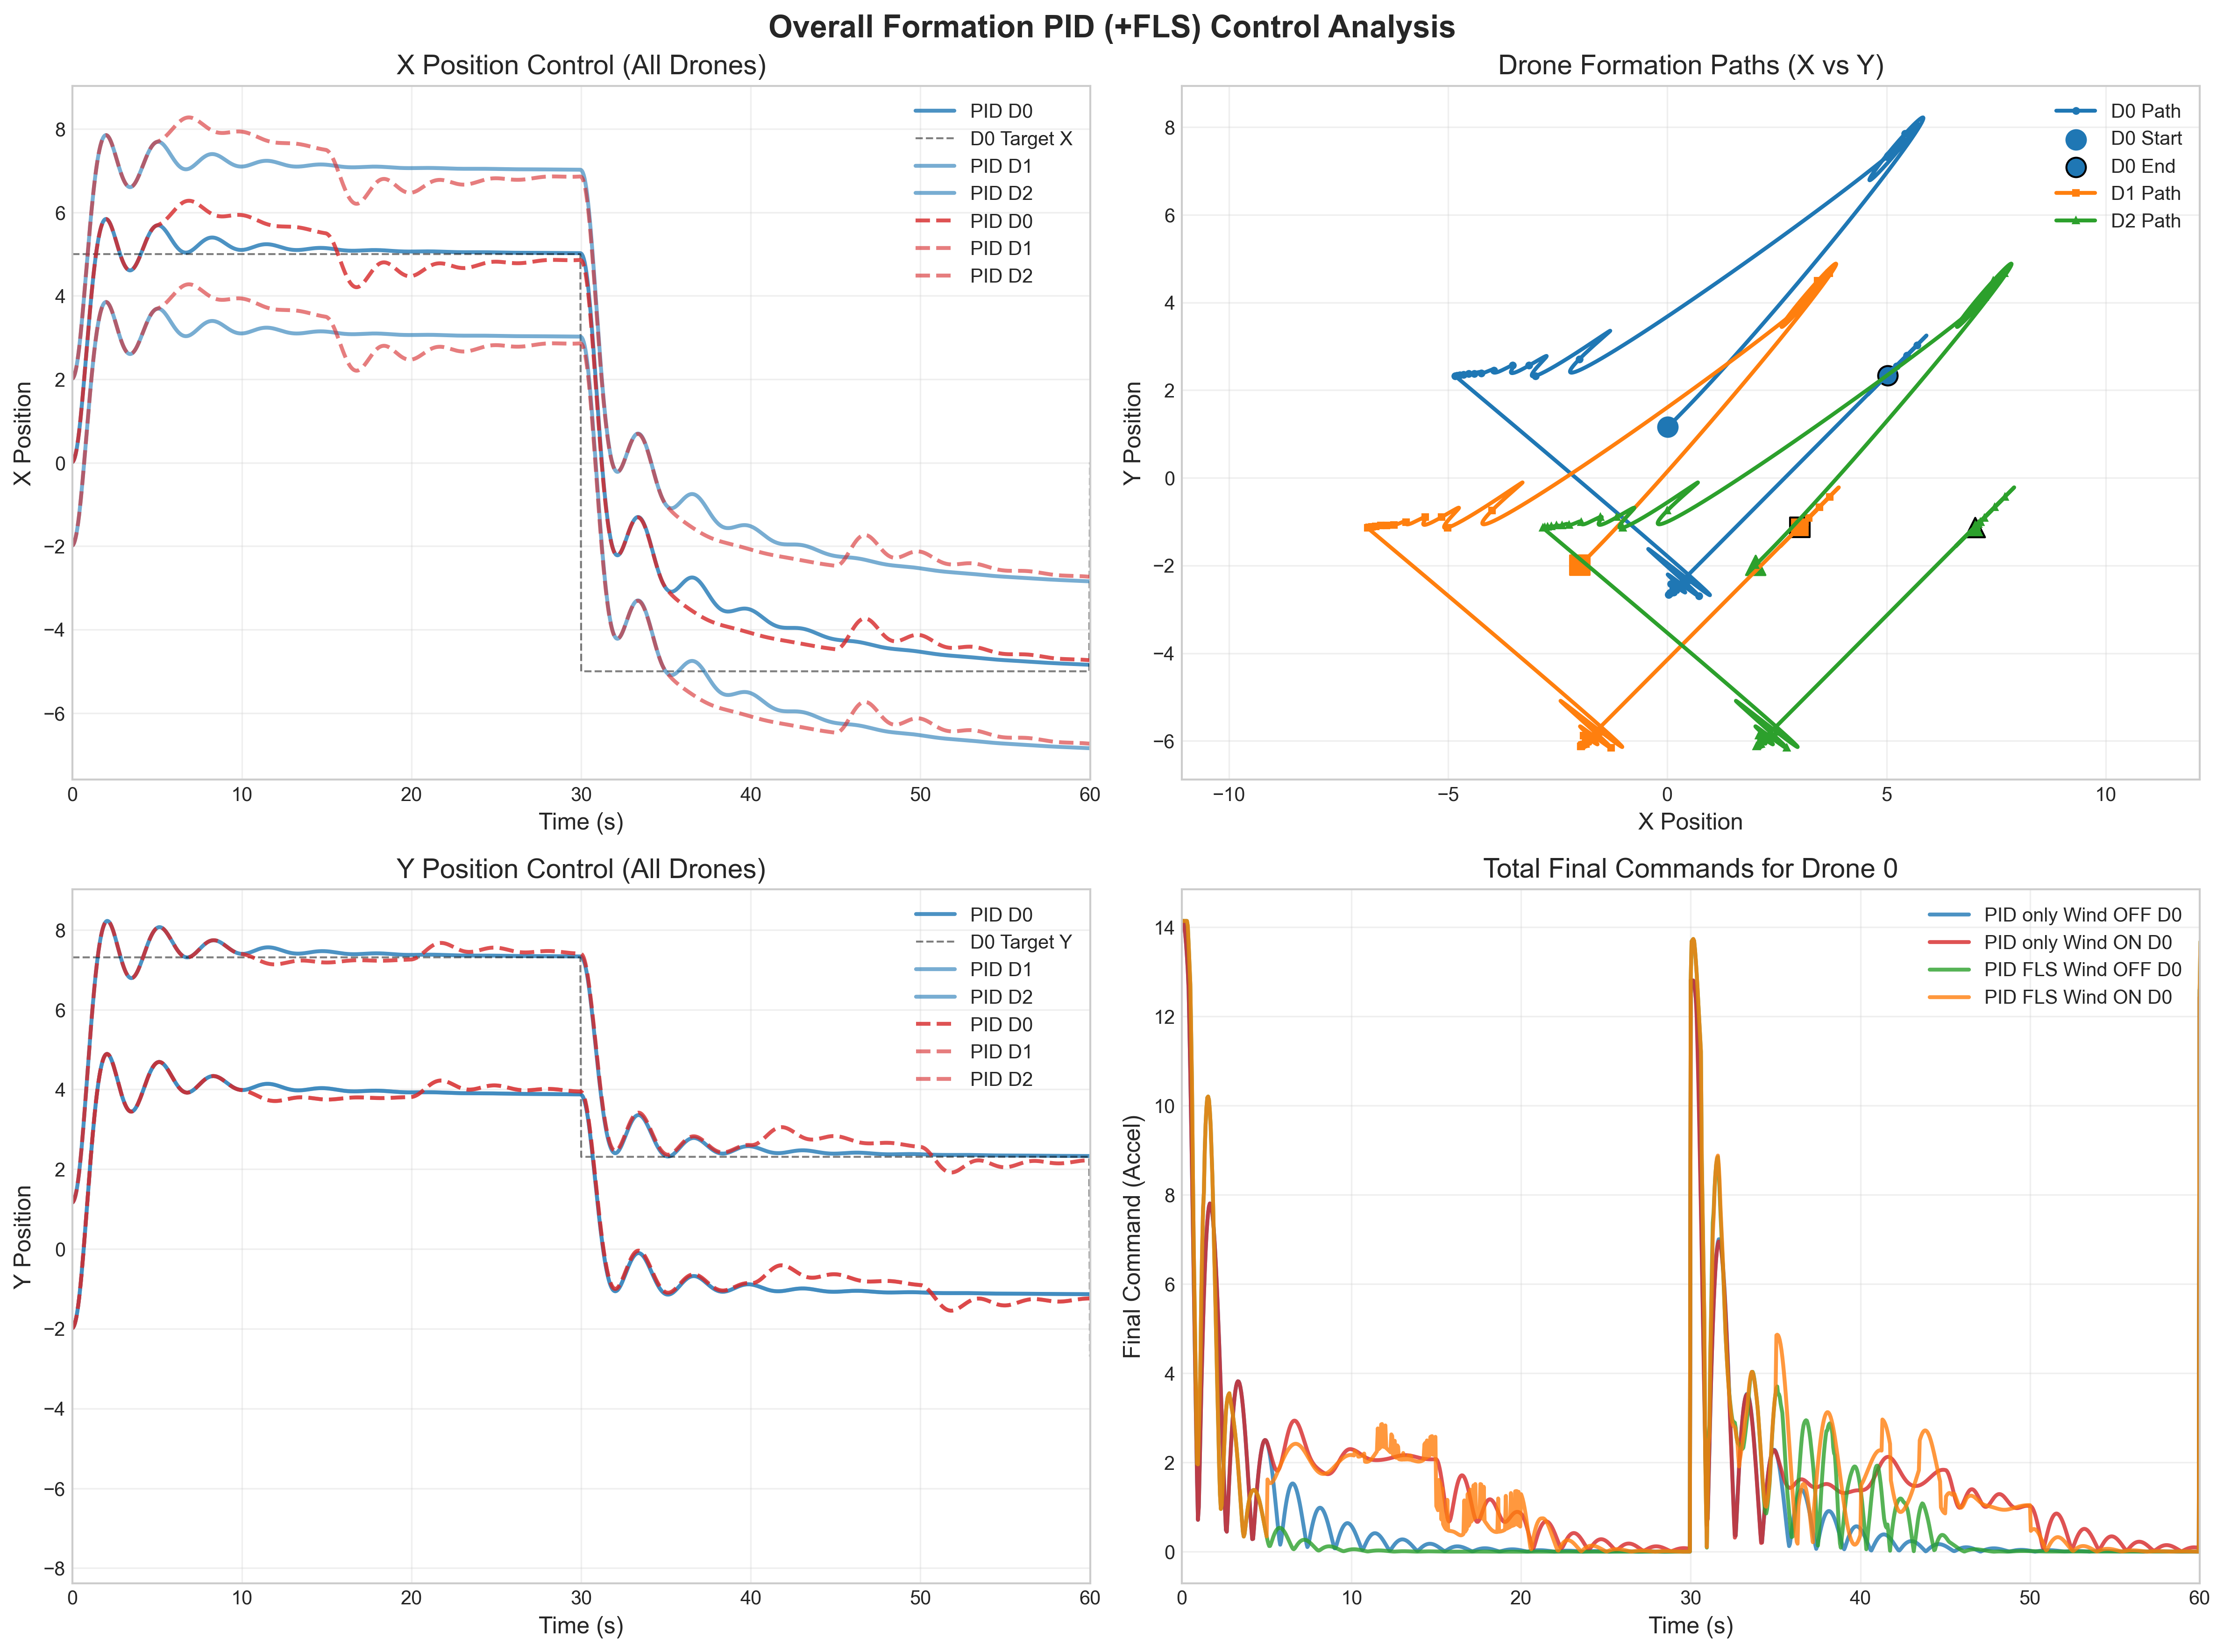 Overall Formation PID (+FLS) Control Analysis
X Position Control (All Drones)
X Position
8
6
4
2
0
−2
−4
−6
0 10 20 30 40 50 60
Time (s)
PID D0
D0 Target X
PID D1
PID D2
PID D0
PID D1
PID D2
Drone Formation Paths (X vs Y)
Y Position
8
6
4
2
0
−2
−4
−6
−10 −5 0 5 10
X Position
D0 Path
D0 Start
D0 End
D1 Path
D2 Path
Y Position Control (All Drones)
Y Position
8
6
4
2
0
−2
−4
−6
−8
0 10 20 30 40 50 60
Time (s)
PID D0
D0 Target Y
PID D1
PID D2
PID D0
PID D1
PID D2
Total Final Commands for Drone 0
Final Command (Accel)
14
12
10
8
6
4
2
0
0 10 20 30 40 50 60
Time (s)
PID only Wind OFF D0
PID only Wind ON D0
PID FLS Wind OFF D0
PID FLS Wind ON D0